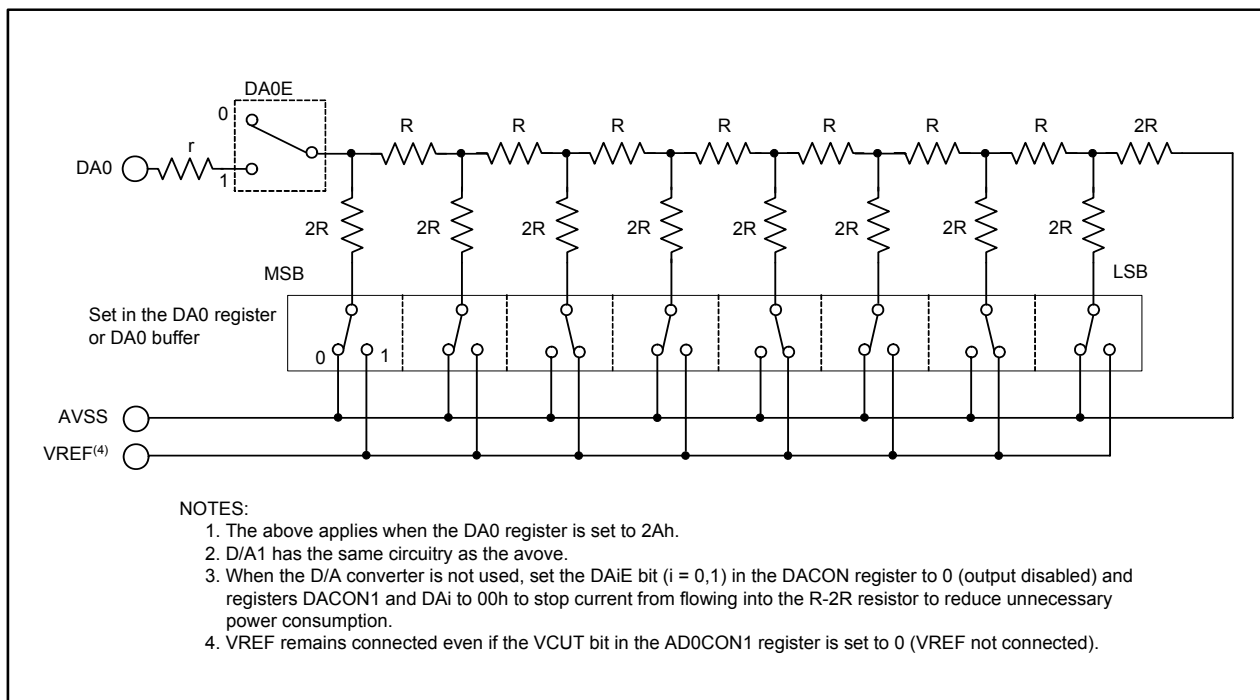 DA0E
0
r
R R R R R R R 2R
DA0
1
2R 2R 2R 2R 2R 2R 2R 2R
MSB
LSB
Set in the DA0 register
or DA0 buffer
0 1
AVSS
VREF(4)
NOTES:
1. The above applies when the DA0 register is set to 2Ah.
2. D/A1 has the same circuitry as the avove.
3. When the D/A converter is not used, set the DAiE bit (i = 0,1) in the DACON register to 0 (output disabled) and
registers DACON1 and DAi to 00h to stop current from flowing into the R-2R resistor to reduce unnecessary
power consumption.
4. VREF remains connected even if the VCUT bit in the AD0CON1 register is set to 0 (VREF not connected).